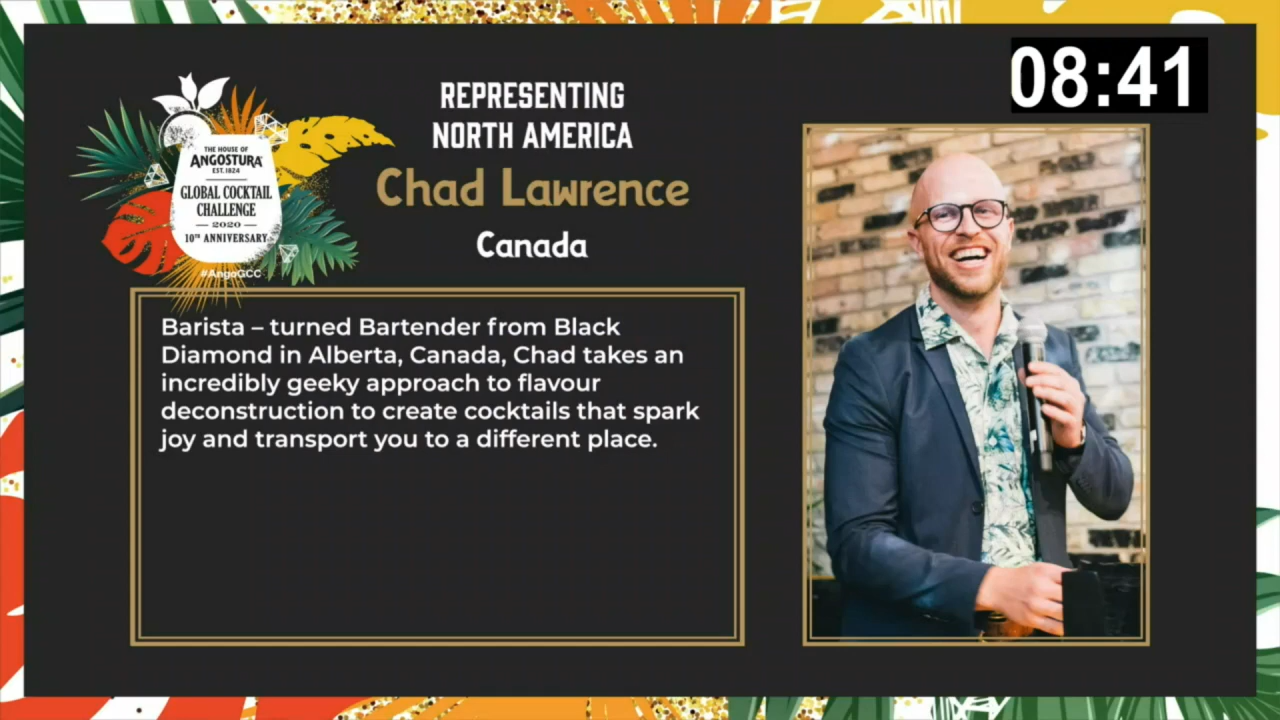 08:41
REPRESENTING
NORTH AMERICA
Chad Lawrence
Canada
THE HOUSE OF
ANGOSTURA
EST. 1824
GLOBAL COCKTAIL
CHALLENGE
2020
10TH ANNIVERSARY
#AngoGCC
Barista – turned Bartender from Black
Diamond in Alberta, Canada, Chad takes an
incredibly geeky approach to flavour
deconstruction to create cocktails that spark
joy and transport you to a different place.